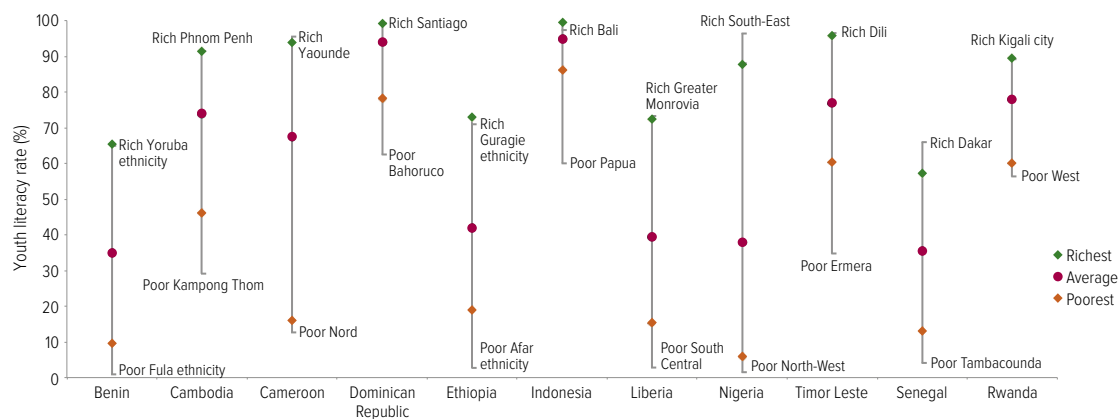 Youth literacy rate (%)
100
90
80
70
60
50
40
30
20
10
0
Rich Yoruba
ethnicity
Poor Fula ethnicity
Rich Phnom Penh
Poor Kampong Thom
Rich
Yaounde
Poor Nord
Rich Santiago
Poor
Bahoruco
Rich
Guragie
ethnicity
Poor Afar
ethnicity
Rich Bali
Poor Papua
Rich Greater
Monrovia
Poor South
Central
Rich South-East
Poor North-West
Rich Dili
Poor Ermera
Rich Dakar
Poor Tambacounda
Rich Kigali city
Poor West
Richest
Average
Poorest
Benin
Cambodia
Cameroon
Dominican
Republic
Ethiopia
Indonesia
Liberia
Nigeria
Timor Leste
Senegal
Rwanda